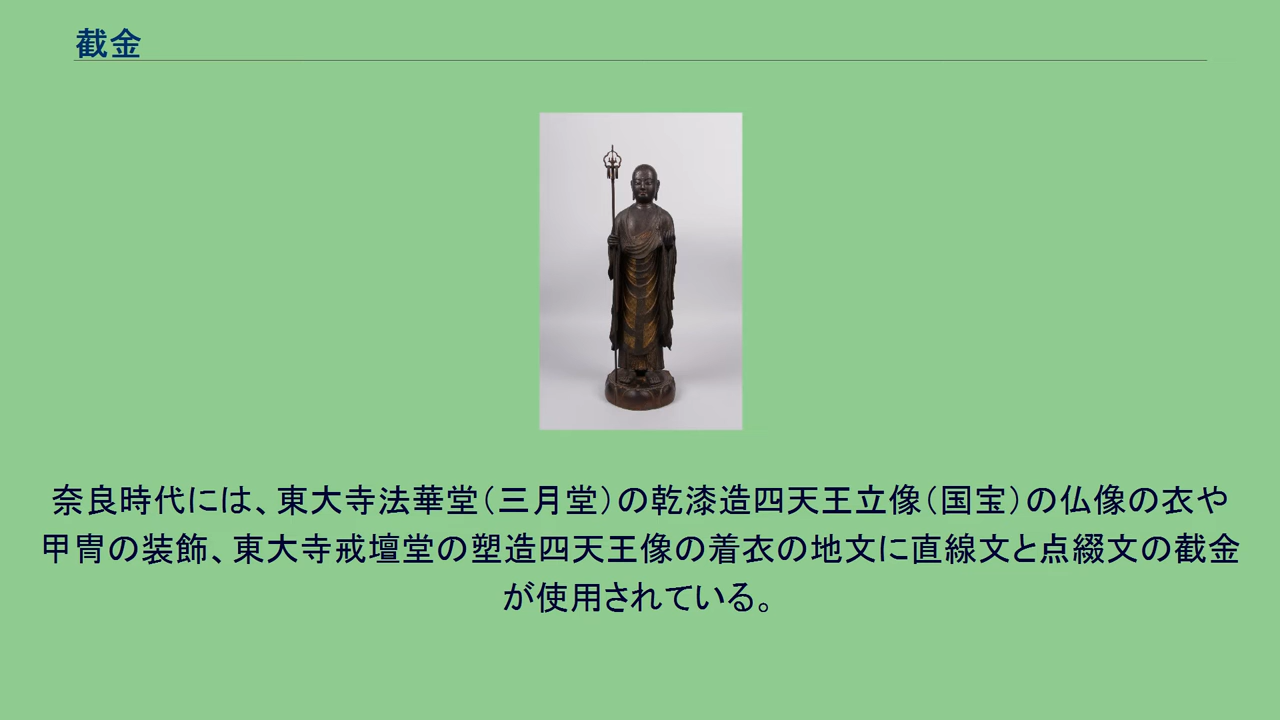 截金
奈良時代には、東大寺法華堂（三月堂）の乾漆造四天王立像（国宝）の仏像の衣や
甲冑の装飾、東大寺戒壇堂の塑造四天王像の着衣の地文に直線文と点綴文の截金
が使用されている。